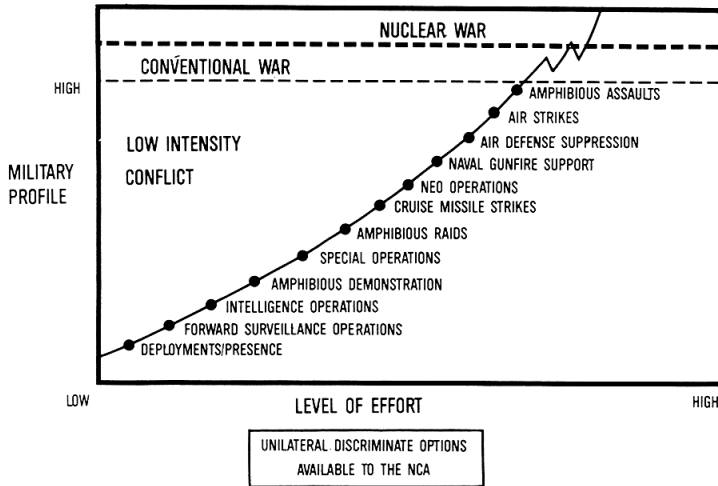 NUCLEAR WAR
CONVENTIONAL WAR
HIGH
AMPHIBIOUS ASSAULTS
AIR STRIKES
LOW INTENSITY
CONFLICT
AIR DEFENSE SUPPRESSION
NAVAL GUNFIRE SUPPORT
MILITARY
PROFILE
NEO OPERATIONS
CRUISE MISSILE STRIKES
AMPHIBIOUS RAIDS
SPECIAL OPERATIONS
AMPHIBIOUS DEMONSTRATION
INTELLIGENCE OPERATIONS
FORWARD SURVEILLANCE OPERATIONS
DEPLOYMENTS/PRESENCE
LOW
LEVEL OF EFFORT
HIGH
UNILATERAL DISCRIMINATE OPTIONS
AVAILABLE TO THE NCA